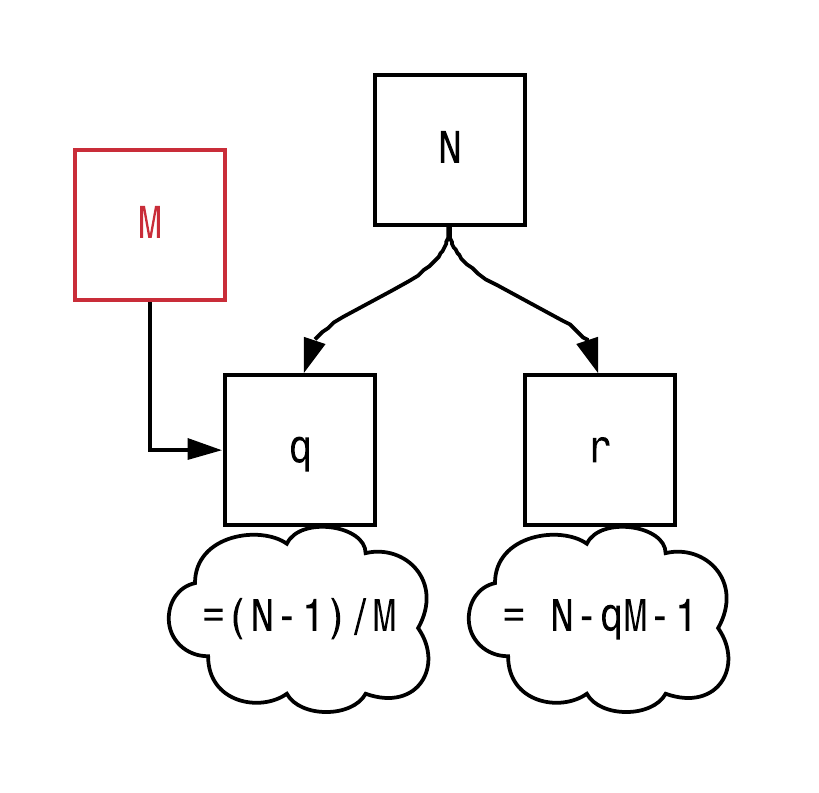 N
M
q
r
=(N-1)/M
= N-qM-1